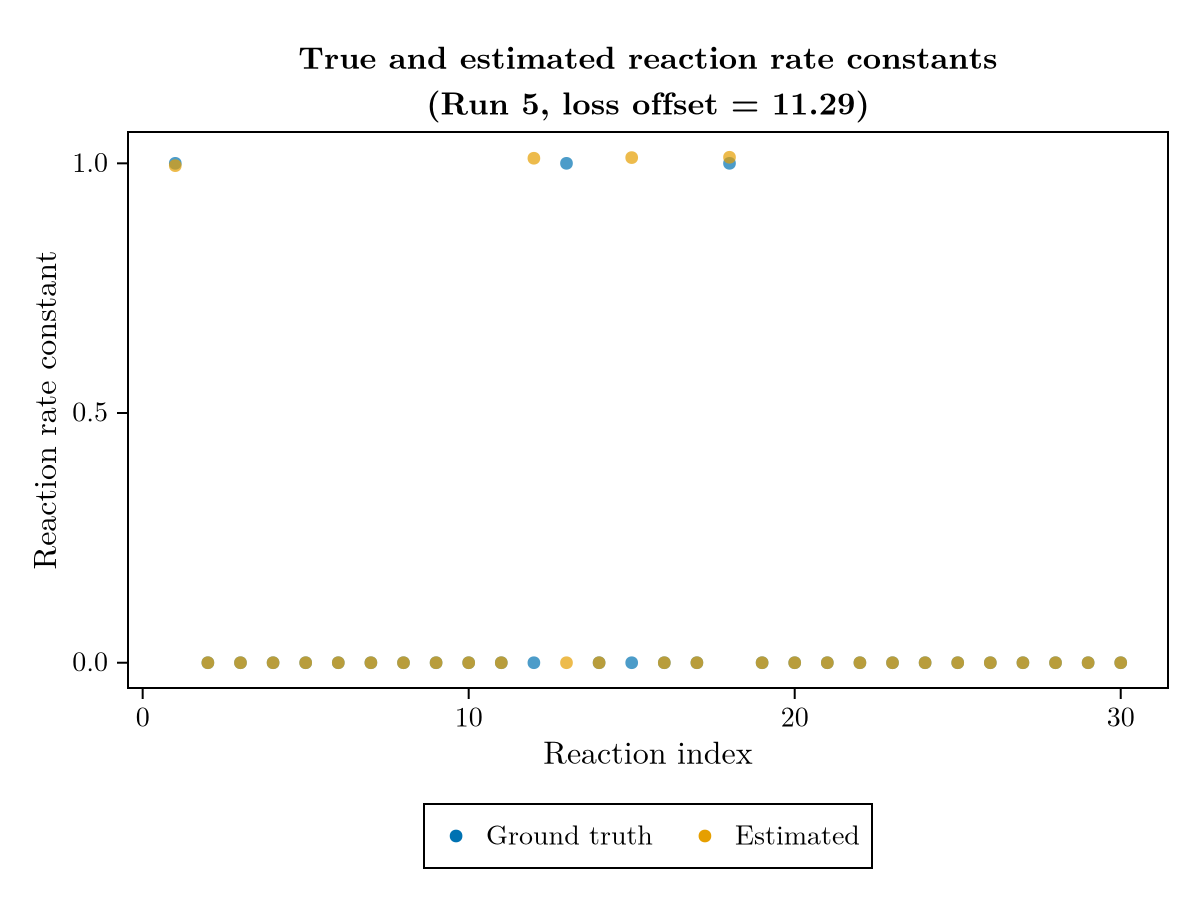 True and estimated reaction rate constants
(Run 5, loss offset = 11.29)
Reaction rate constant
1.0
0.5
0.0
0 10 20 30
Reaction index
Ground truth Estimated